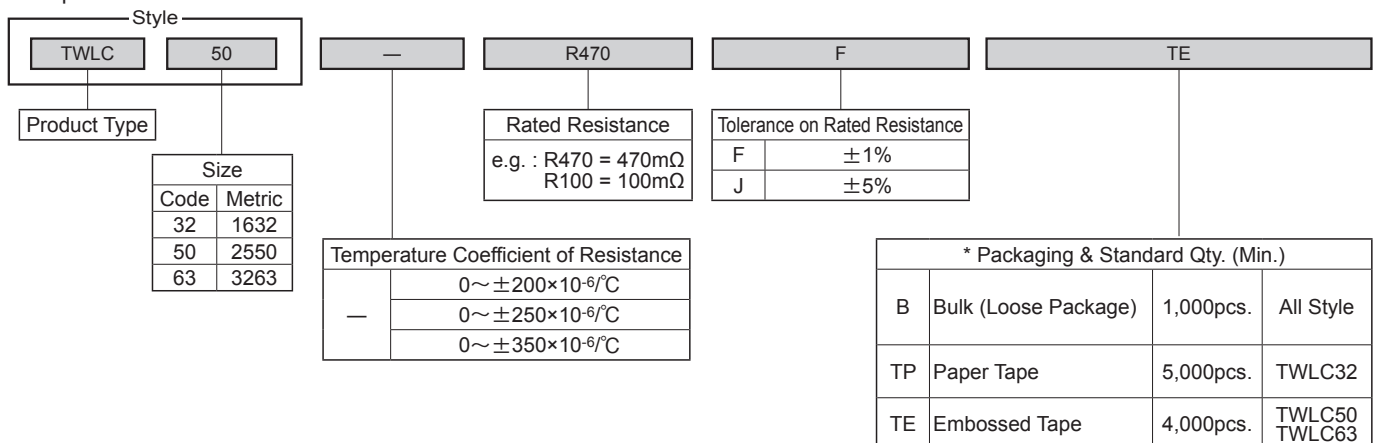 Style
TWLC 50 — R470 F TE
Product Type
Size
Code Metric
32 1632
50 2550
63 3263
Temperature Coefficient of Resistance
— 0～±200×10-6/℃
0～±250×10-6/℃
0～±350×10-6/℃
Rated Resistance
e.g. : R470 = 470mΩ
R100 = 100mΩ
Tolerance on Rated Resistance
F ±1%
J ±5%
* Packaging & Standard Qty. (Min.)
B Bulk (Loose Package) 1,000pcs. All Style
TP Paper Tape 5,000pcs. TWLC32
TE Embossed Tape 4,000pcs. TWLC50
TWLC63